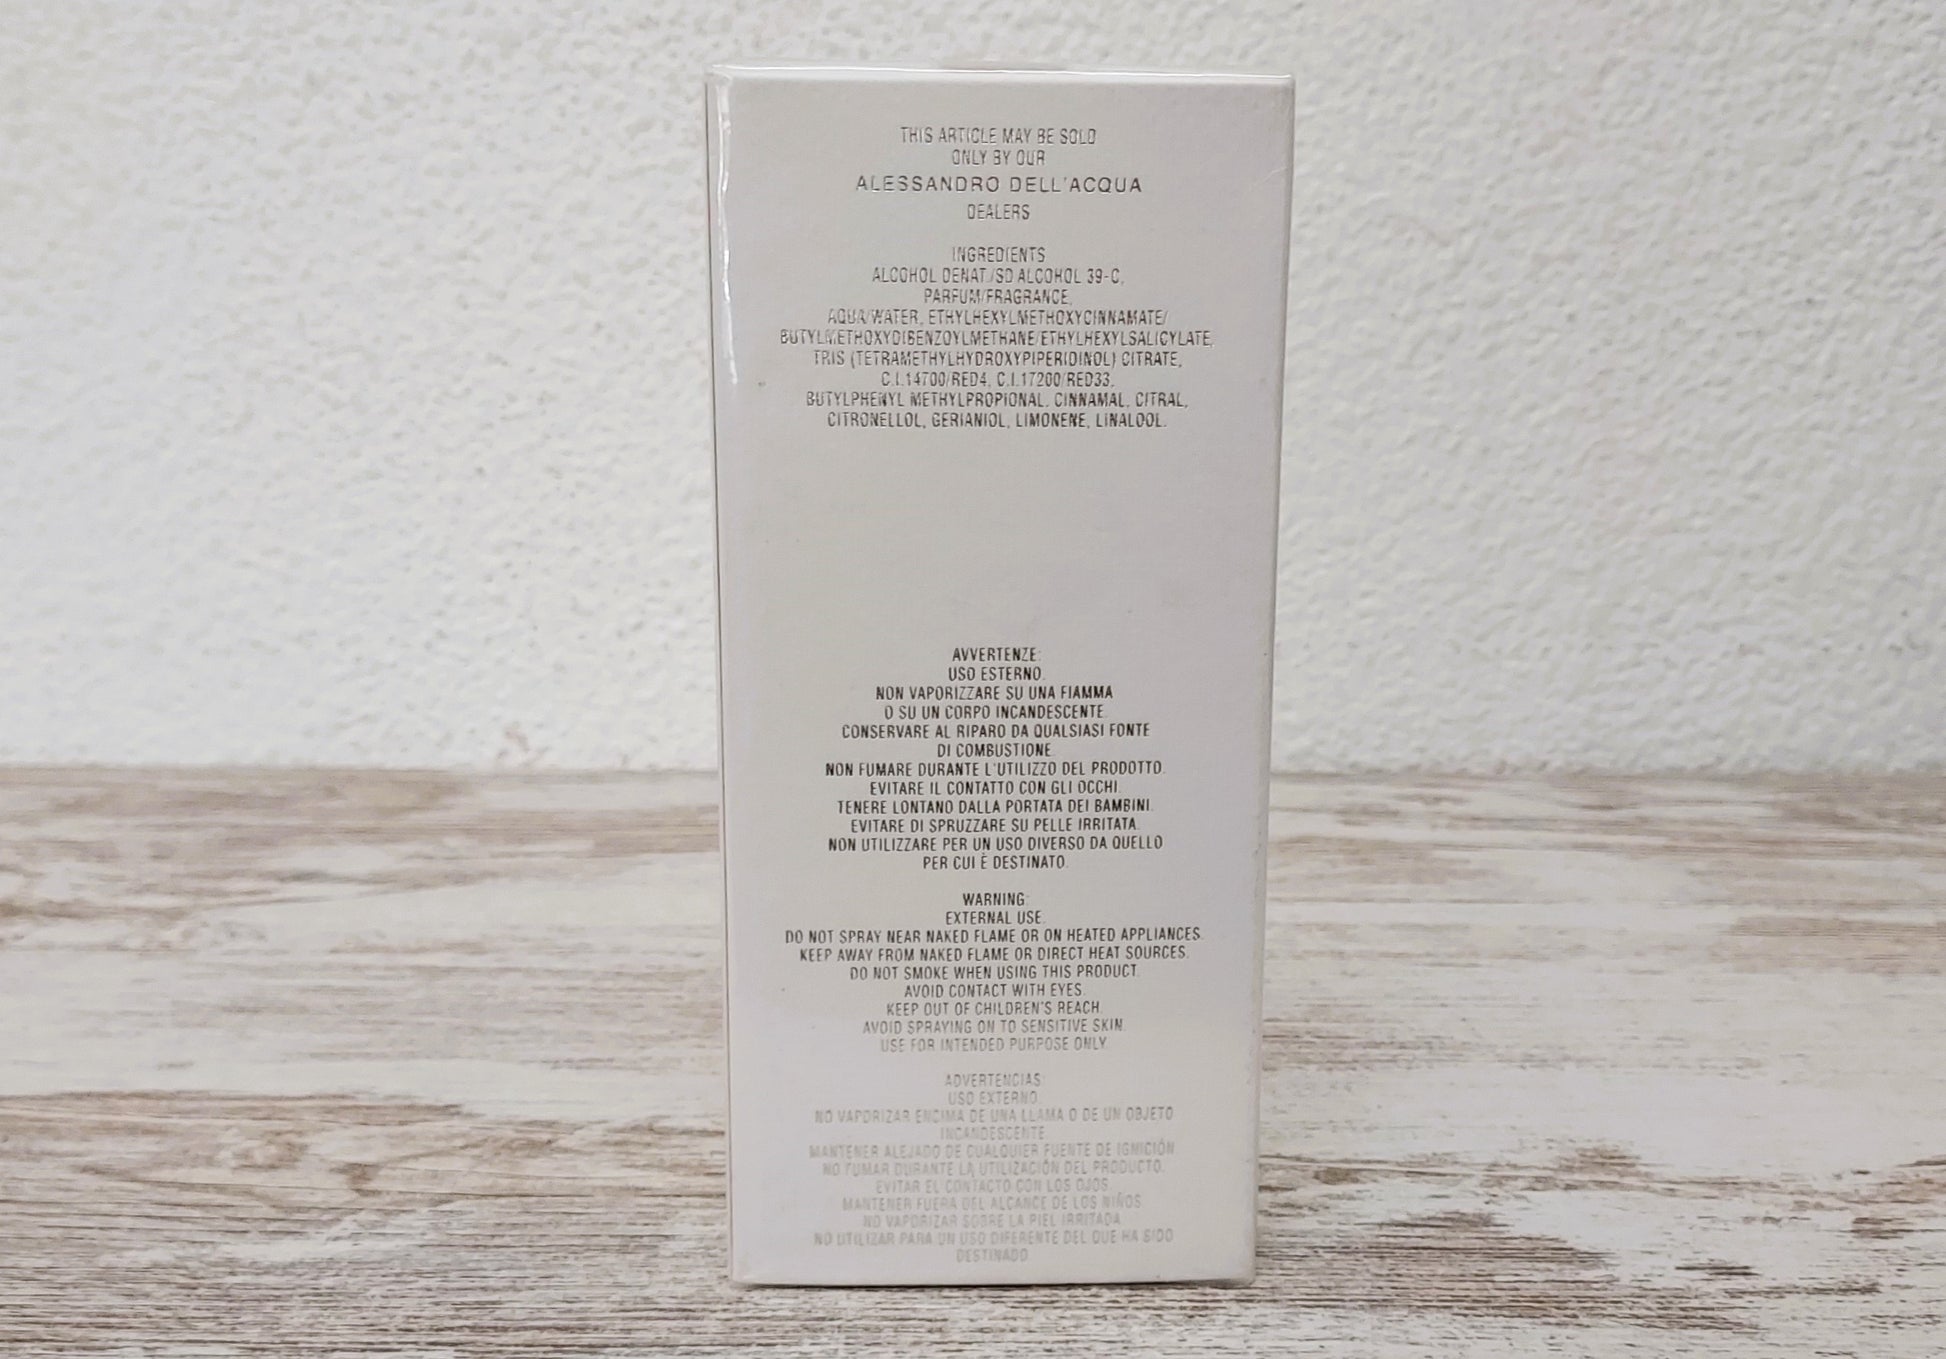 THIS ARTICLE MAY BE SOLD
ONLY BY OUR
ALESSANDRO DELL'ACQUA
DEALERS
INGREDIENTS
ALCOHOL DENAT./SD ALCOHOL 39-C,
PARFUM/FRAGRANCE,
AQUA/WATER, ETHYLHEXYLMETHOXYCINNAMATE/
BUTYLMETHOXYDIBENZOYLMETHANE/ETHYLHEXYLSALICYLATE,
TRIS (TETRAMETHYLHYDROXYPIPERIDINOL) CITRATE,
C.I.14700/RED4, C.I.17200/RED33,
BUTYLPHENYL METHYLPROPIONAL, CINNAMAL, CITRAL,
CITRONELLOL, GERIANIOL, LIMONENE, LINALOOL.
AVVERTENZE:
USO ESTERNO.
NON VAPORIZZARE SU UNA FIAMMA
O SU UN CORPO INCANDESCENTE.
CONSERVARE AL RIPARO DA QUALSIASI FONTE
DI COMBUSTIONE.
NON FUMARE DURANTE L'UTILIZZO DEL PRODOTTO.
EVITARE IL CONTATTO CON GLI OCCHI.
TENERE LONTANO DALLA PORTATA DEI BAMBINI.
EVITARE DI SPRUZZARE SU PELLE IRRITATA.
NON UTILIZZARE PER UN USO DIVERSO DA QUELLO
PER CUI È DESTINATO.
WARNING:
EXTERNAL USE.
DO NOT SPRAY NEAR NAKED FLAME OR ON HEATED APPLIANCES.
KEEP AWAY FROM NAKED FLAME OR DIRECT HEAT SOURCES.
DO NOT SMOKE WHEN USING THIS PRODUCT.
AVOID CONTACT WITH EYES.
KEEP OUT OF CHILDREN'S REACH.
AVOID SPRAYING ON TO SENSITIVE SKIN.
USE FOR INTENDED PURPOSE ONLY.
ADVERTENCIAS:
USO EXTERNO.
NO VAPORIZAR ENCIMA DE UNA LLAMA O DE UN OBJETO
INCANDESCENTE.
MANTENER ALEJADO DE CUALQUIER FUENTE DE IGNICIÓN
NO FUMAR DURANTE LA UTILIZACIÓN DEL PRODUCTO.
EVITAR EL CONTACTO CON LOS OJOS.
MANTENER FUERA DEL ALCANCE DE LOS NIÑOS.
NO VAPORIZAR SOBRE LA PIEL IRRITADA.
NO UTILIZAR PARA UN USO DIFERENTE DEL QUE HA SIDO
DESTINADO.